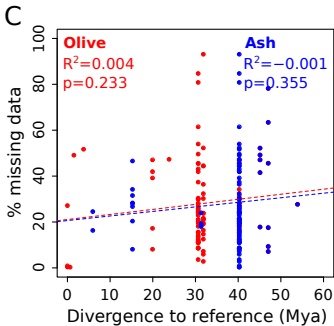 C
Olive Ash
R²=0.004 R²=−0.001
p=0.233 p=0.355
% missing data
100
80
60
40
20
0
0 10 20 30 40 50 60
Divergence to reference (Mya)